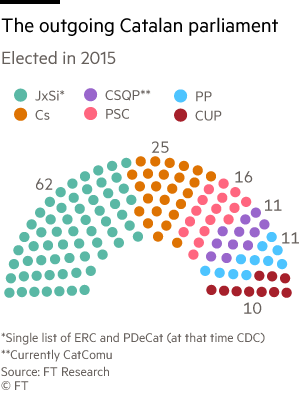 The outgoing Catalan parliament
Elected in 2015
JxSi* CSQP** PP
Cs PSC CUP
25
62 16
11
11
10
*Single list of ERC and PDeCat (at that time CDC)
**Currently CatComu
Source: FT Research
© FT